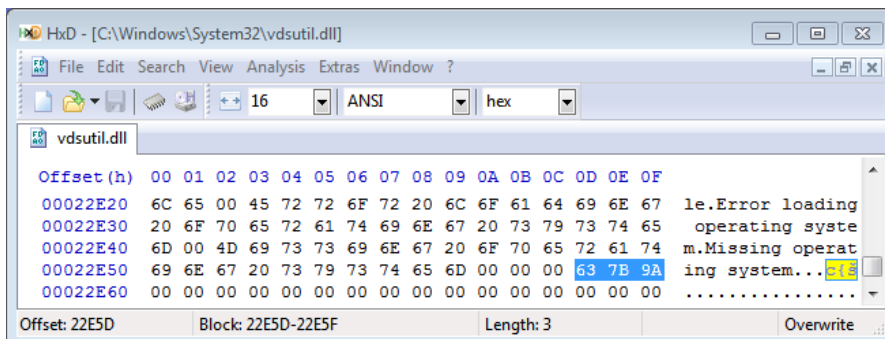 HxD - [C:\Windows\System32\vdsutil.dll]
File Edit Search View Analysis Extras Window ?
16 ANSI hex
vdsutil.dll
Offset(h) 00 01 02 03 04 05 06 07 08 09 0A 0B 0C 0D 0E 0F
00022E20 6C 65 00 45 72 72 6F 72 20 6C 6F 61 64 69 6E 67 le.Error loading
00022E30 20 6F 70 65 72 61 74 69 6E 67 20 73 79 73 74 65 operating syste
00022E40 6D 00 4D 69 73 73 69 6E 67 20 6F 70 65 72 61 74 m.Missing operat
00022E50 69 6E 67 20 73 79 73 74 65 6D 00 00 00 63 7B 9A ing system...c{š
00022E60 00 00 00 00 00 00 00 00 00 00 00 00 00 00 00 00 ................
Offset: 22E5D Block: 22E5D-22E5F Length: 3 Overwrite